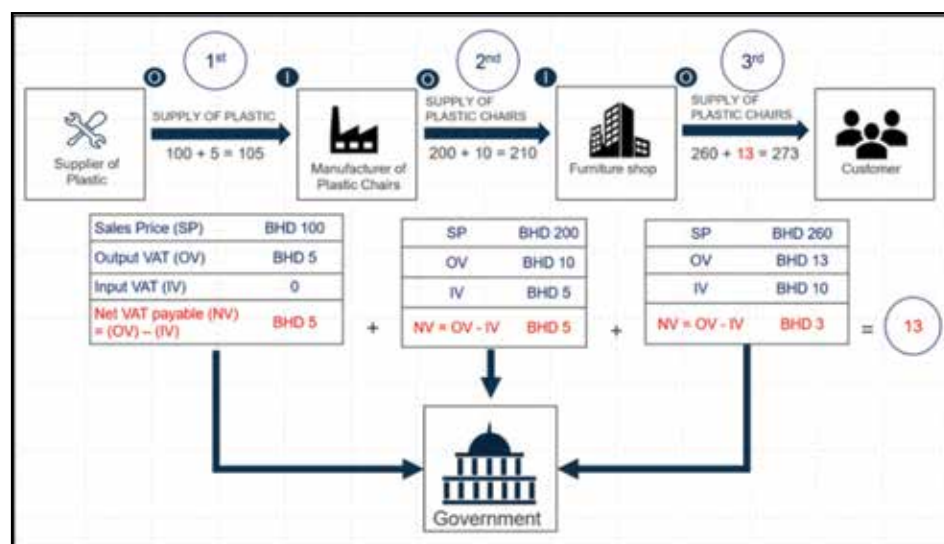 1st
2nd
3rd
O
I
O
I
O
SUPPLY OF PLASTIC
100 + 5 = 105
SUPPLY OF
PLASTIC CHAIRS
200 + 10 = 210
SUPPLY OF
PLASTIC CHAIRS
260 + 13 = 273
Supplier of
Plastic
Manufacturer of
Plastic Chairs
Furniture shop
Customer
Sales Price (SP) BHD 100
Output VAT (OV) BHD 5
Input VAT (IV) 0
Net VAT payable (NV)
= (OV) – (IV) BHD 5
+
SP BHD 200
OV BHD 10
IV BHD 5
NV = OV - IV BHD 5
+
SP BHD 260
OV BHD 13
IV BHD 10
NV = OV - IV BHD 3
= 13
Government